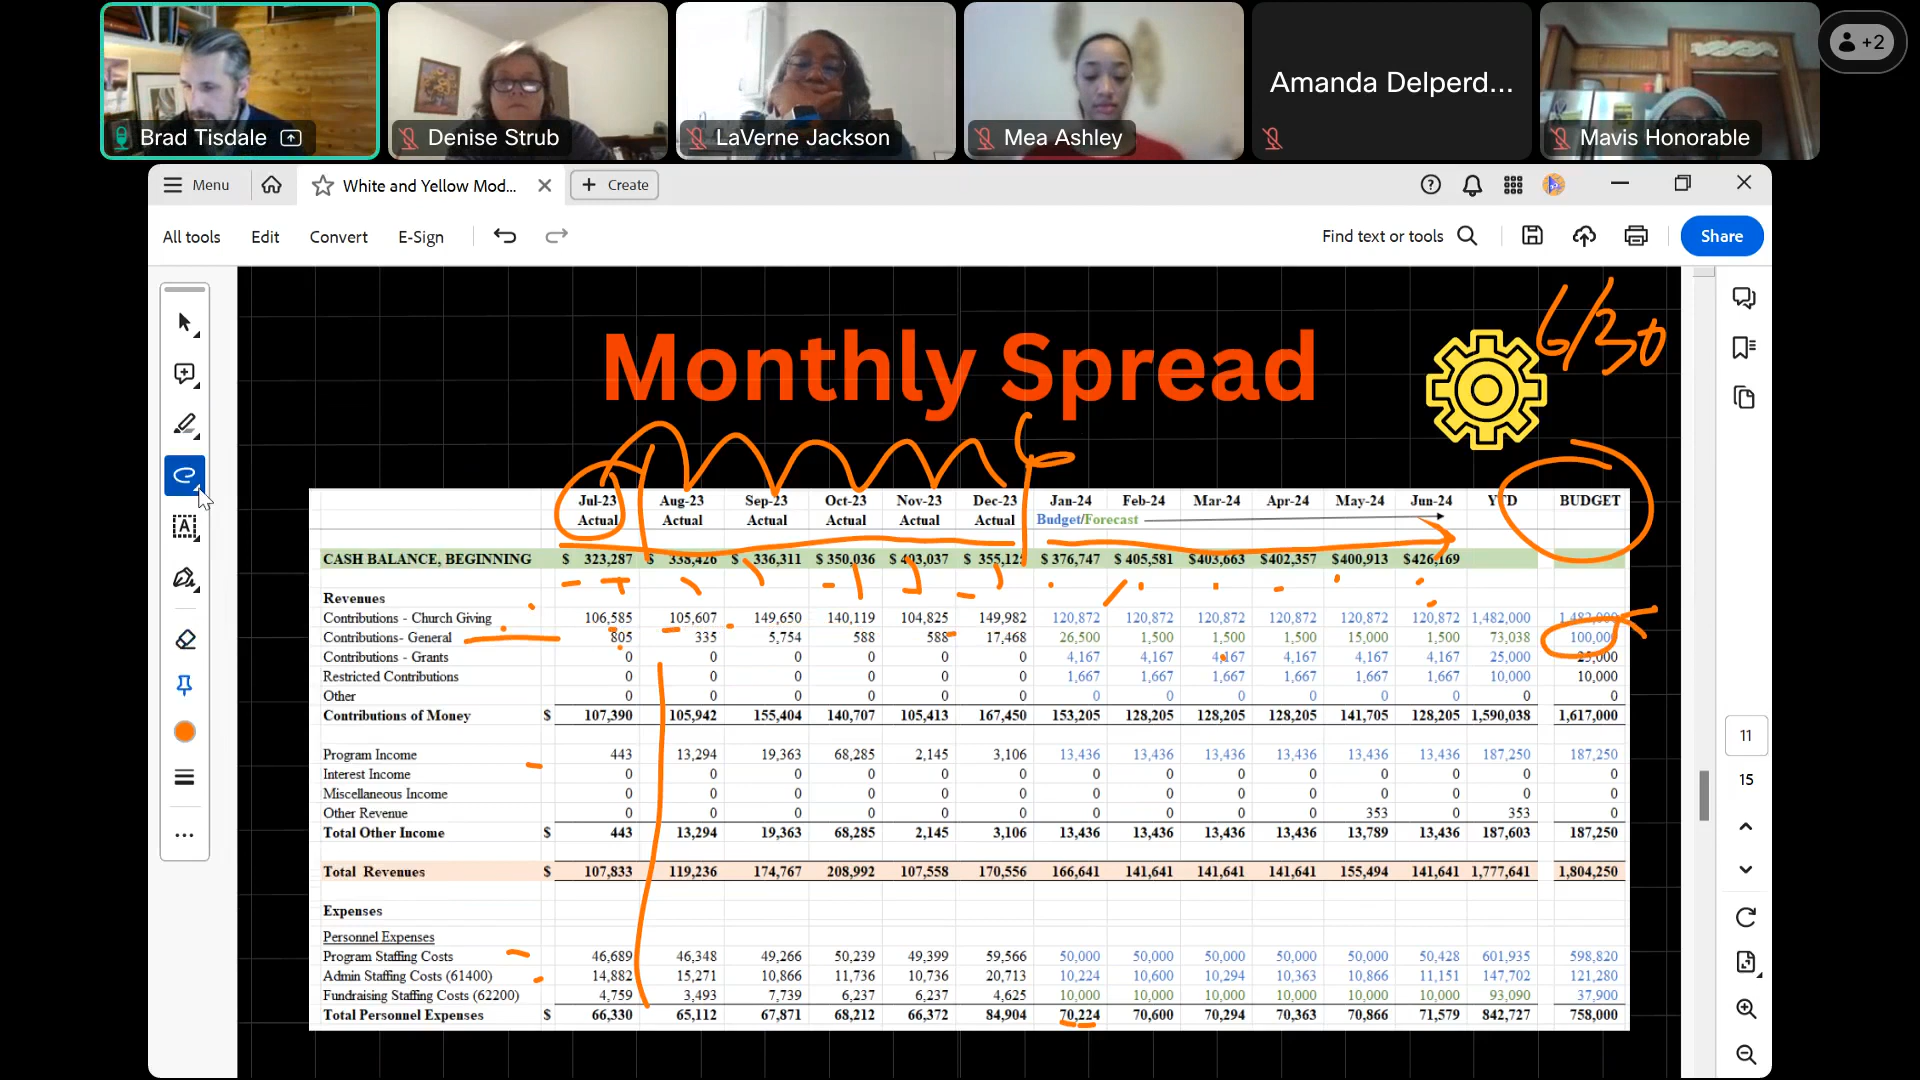 Brad Tisdale
Denise Strub
LaVerne Jackson
Mea Ashley
Amanda Delperd...
Mavis Honorable
+2
Menu
White and Yellow Mod...
Create
All tools
Edit
Convert
E-Sign
Find text or tools
Share
Monthly Spread
6/30
Jul-23 Aug-23 Sep-23 Oct-23 Nov-23 Dec-23 Jan-24 Feb-24 Mar-24 Apr-24 May-24 Jun-24 YTD BUDGET
Actual Actual Actual Actual Actual Actual Budget/Forecast
CASH BALANCE, BEGINNING $ 323,287 $ 338,426 $ 336,311 $ 350,036 $ 403,037 $ 355,125 $ 376,747 $ 405,581 $403,663 $402,357 $400,913 $426,169
Revenues
Contributions - Church Giving 106,585 105,607 149,650 140,119 104,825 149,982 120,872 120,872 120,872 120,872 120,872 120,872 1,482,000 1,482,000
Contributions- General 805 335 5,754 588 588 17,468 26,500 1,500 1,500 1,500 15,000 1,500 73,038 100,000
Contributions - Grants 0 0 0 0 0 0 4,167 4,167 4,167 4,167 4,167 4,167 25,000 25,000
Restricted Contributions 0 0 0 0 0 0 1,667 1,667 1,667 1,667 1,667 1,667 10,000 10,000
Other 0 0 0 0 0 0 0 0 0 0 0 0 0 0
Contributions of Money $ 107,390 105,942 155,404 140,707 105,413 167,450 153,205 128,205 128,205 128,205 141,705 128,205 1,590,038 1,617,000
Program Income 443 13,294 19,363 68,285 2,145 3,106 13,436 13,436 13,436 13,436 13,436 13,436 187,250 187,250
Interest Income 0 0 0 0 0 0 0 0 0 0 0 0 0 0
Miscellaneous Income 0 0 0 0 0 0 0 0 0 0 0 0 0 0
Other Revenue 0 0 0 0 0 0 0 0 0 0 353 0 353 0
Total Other Income $ 443 13,294 19,363 68,285 2,145 3,106 13,436 13,436 13,436 13,436 13,789 13,436 187,603 187,250
Total Revenues $ 107,833 119,236 174,767 208,992 107,558 170,556 166,641 141,641 141,641 141,641 155,494 141,641 1,777,641 1,804,250
Expenses
Personnel Expenses
Program Staffing Costs 46,689 46,348 49,266 50,239 49,399 59,566 50,000 50,000 50,000 50,000 50,000 50,428 601,935 598,820
Admin Staffing Costs (61400) 14,882 15,271 10,866 11,736 10,736 20,713 10,224 10,600 10,294 10,363 10,866 11,151 147,702 121,280
Fundraising Staffing Costs (62200) 4,759 3,493 7,739 6,237 6,237 4,625 10,000 10,000 10,000 10,000 10,000 10,000 93,090 37,900
Total Personnel Expenses $ 66,330 65,112 67,871 68,212 66,372 84,904 70,224 70,600 70,294 70,363 70,866 71,579 842,727 758,000
11
15